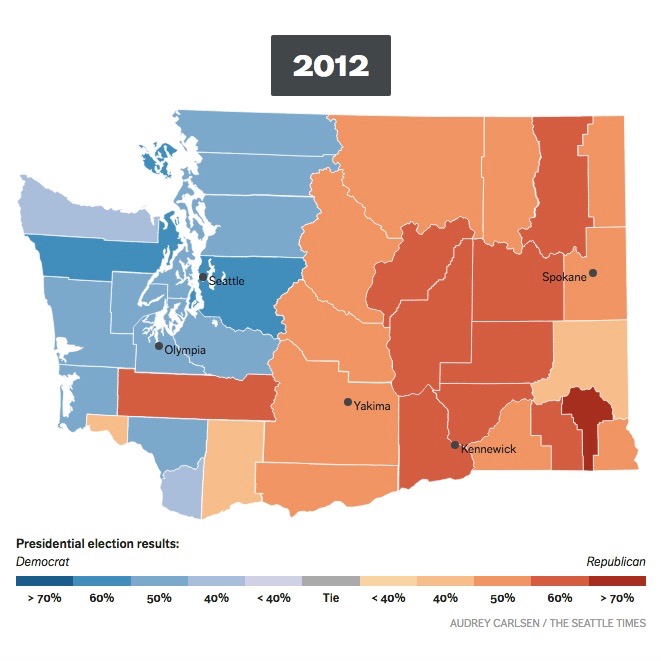 2012
Seattle
Spokane
Olympia
Yakima
Kennewick
Presidential election results:
Democrat Republican
> 70% 60% 50% 40% < 40% Tie < 40% 40% 50% 60% > 70%
AUDREY CARLSEN / THE SEATTLE TIMES